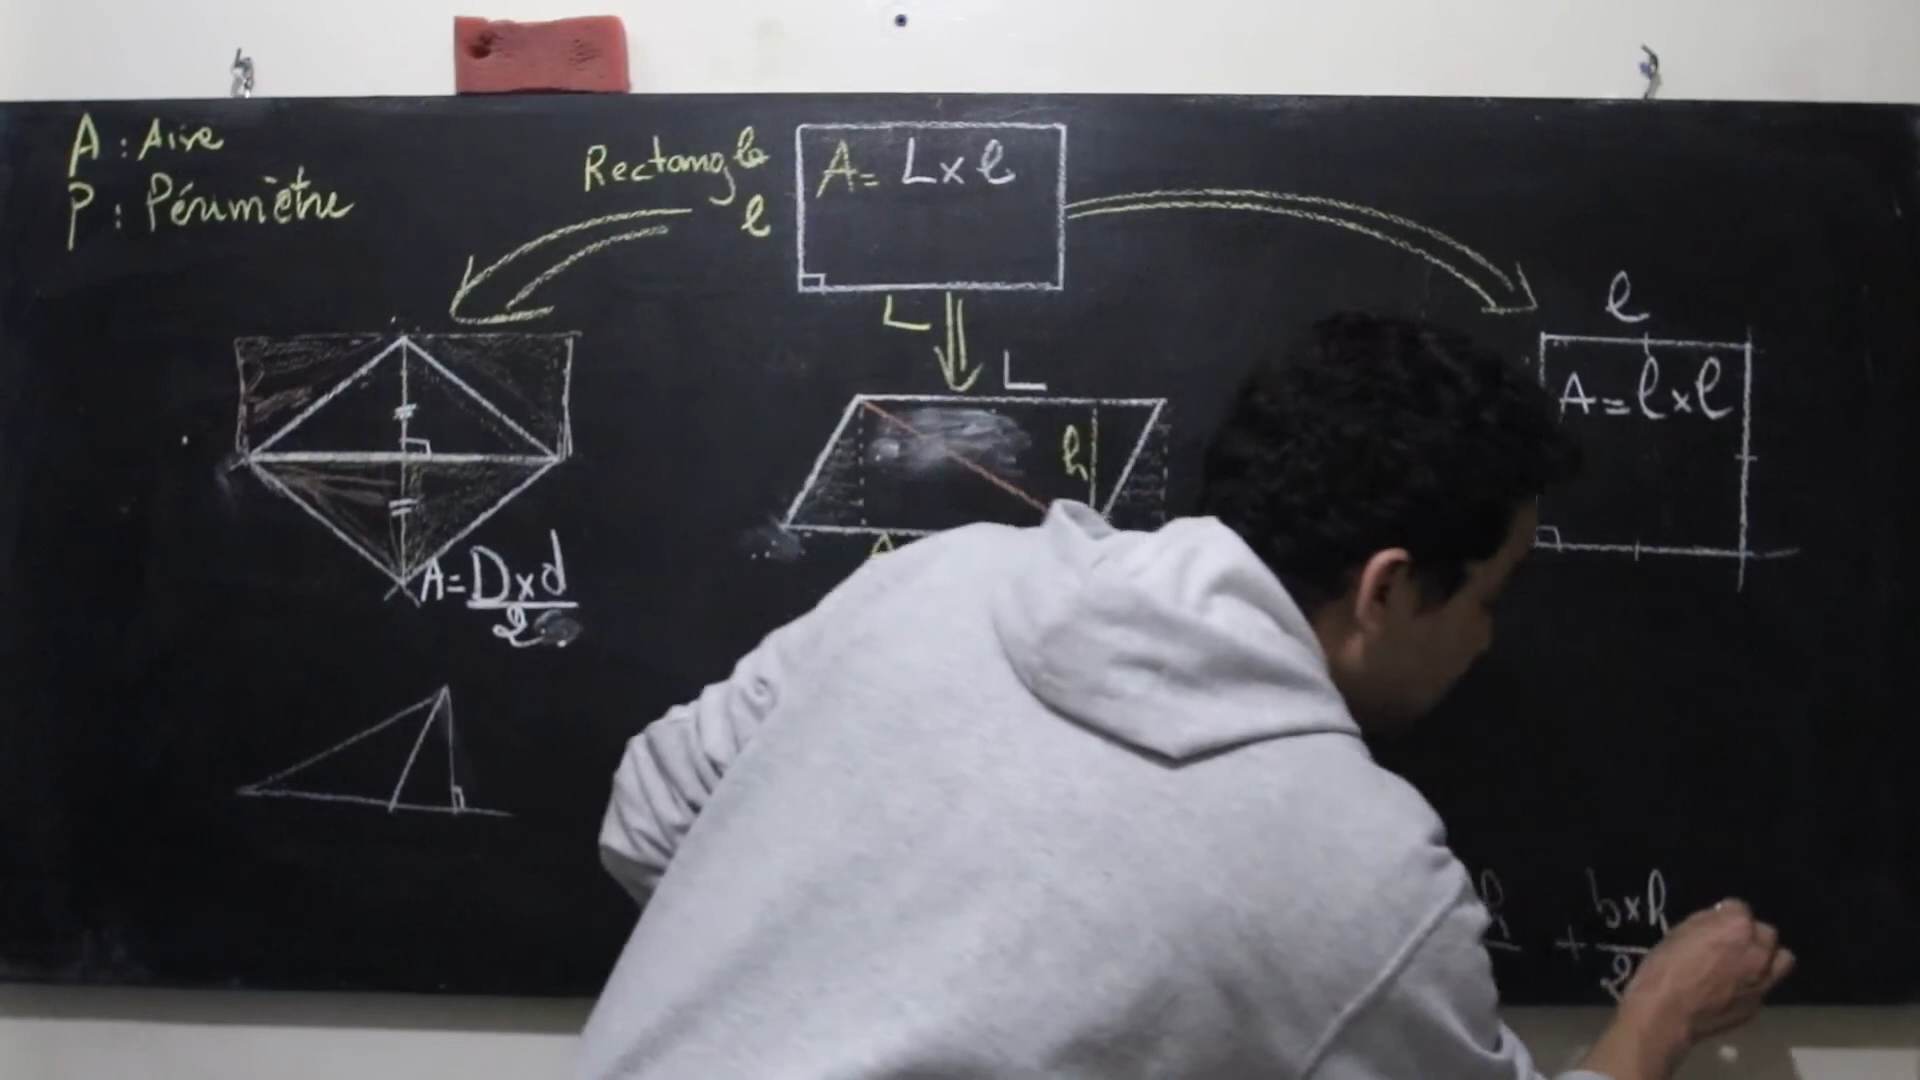 A : Aire
P : Périmètre
Rectangle
l
A = L x l
L
L
h
l
A = l x l
A = D x d
2
h
+ b x h
2